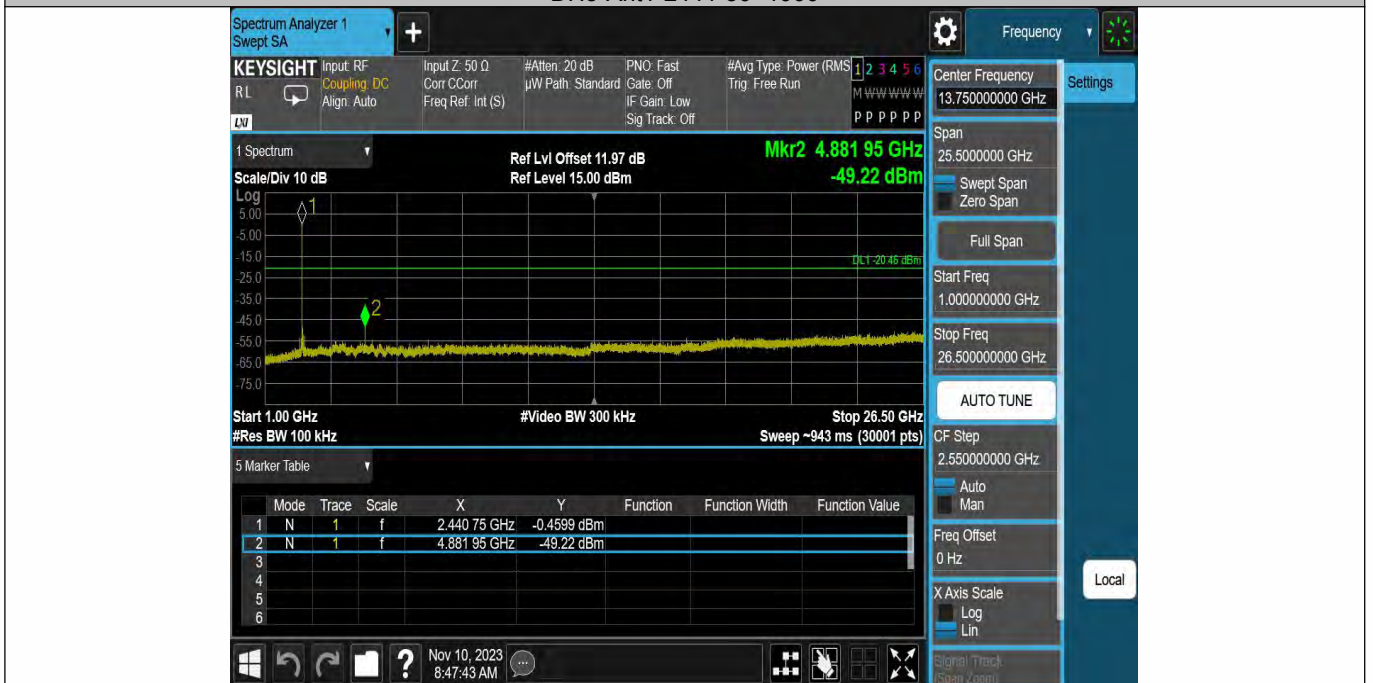 Spectrum Analyzer 1
Swept SA
+
Frequency
KEYSIGHT
RL
LXI
Input: RF
Coupling: DC
Align: Auto
Input Z: 50 Ω
Corr CCorr
Freq Ref: Int (S)
#Atten: 20 dB
µW Path: Standard
PNO: Fast
Gate: Off
IF Gain: Low
Sig Track: Off
#Avg Type: Power (RMS
Trig: Free Run
1 2 3 4 5 6
M W W W W W
P P P P P P
1 Spectrum
Scale/Div 10 dB
Ref Lvl Offset 11.97 dB
Ref Level 15.00 dBm
Mkr2 4.881 95 GHz
-49.22 dBm
Log
1
5.00
-5.00
-15.0
DL1 -20.46 dBm
-25.0
-35.0
2
-45.0
-55.0
-65.0
-75.0
Start 1.00 GHz
#Video BW 300 kHz
Stop 26.50 GHz
#Res BW 100 kHz
Sweep ~943 ms (30001 pts)
5 Marker Table
Mode Trace Scale X Y Function Function Width Function Value
1 N 1 f 2.440 75 GHz -0.4599 dBm
2 N 1 f 4.881 95 GHz -49.22 dBm
3
4
5
6
Nov 10, 2023
8:47:43 AM
?
Center Frequency
13.750000000 GHz
Settings
Span
25.5000000 GHz
Swept Span
Zero Span
Full Span
Start Freq
1.000000000 GHz
Stop Freq
26.500000000 GHz
AUTO TUNE
CF Step
2.550000000 GHz
Auto
Man
Freq Offset
0 Hz
Local
X Axis Scale
Log
Lin
Signal Track
(Span Zoom)